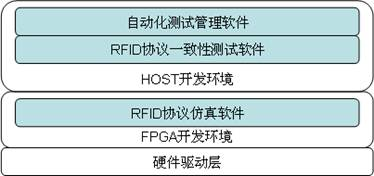 自动化测试管理软件
RFID协议一致性测试软件
HOST开发环境
RFID协议仿真软件
FPGA开发环境
硬件驱动层